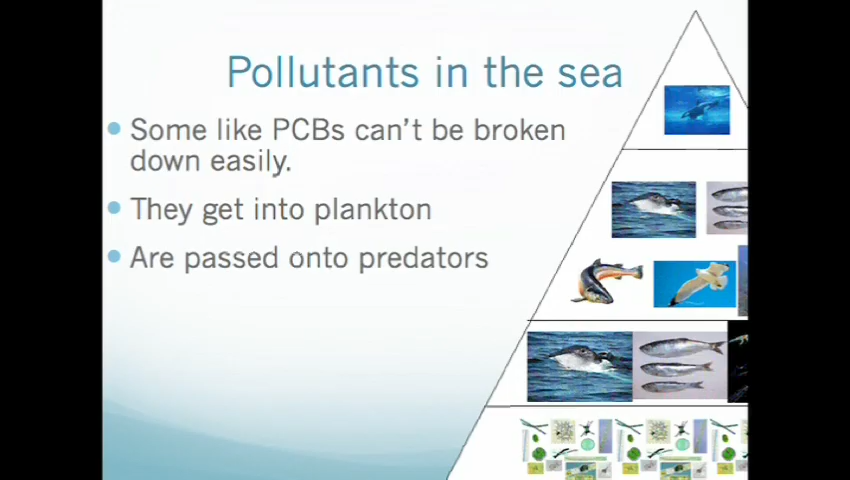 Pollutants in the sea
Some like PCBs can't be broken
down easily.
They get into plankton
Are passed onto predators